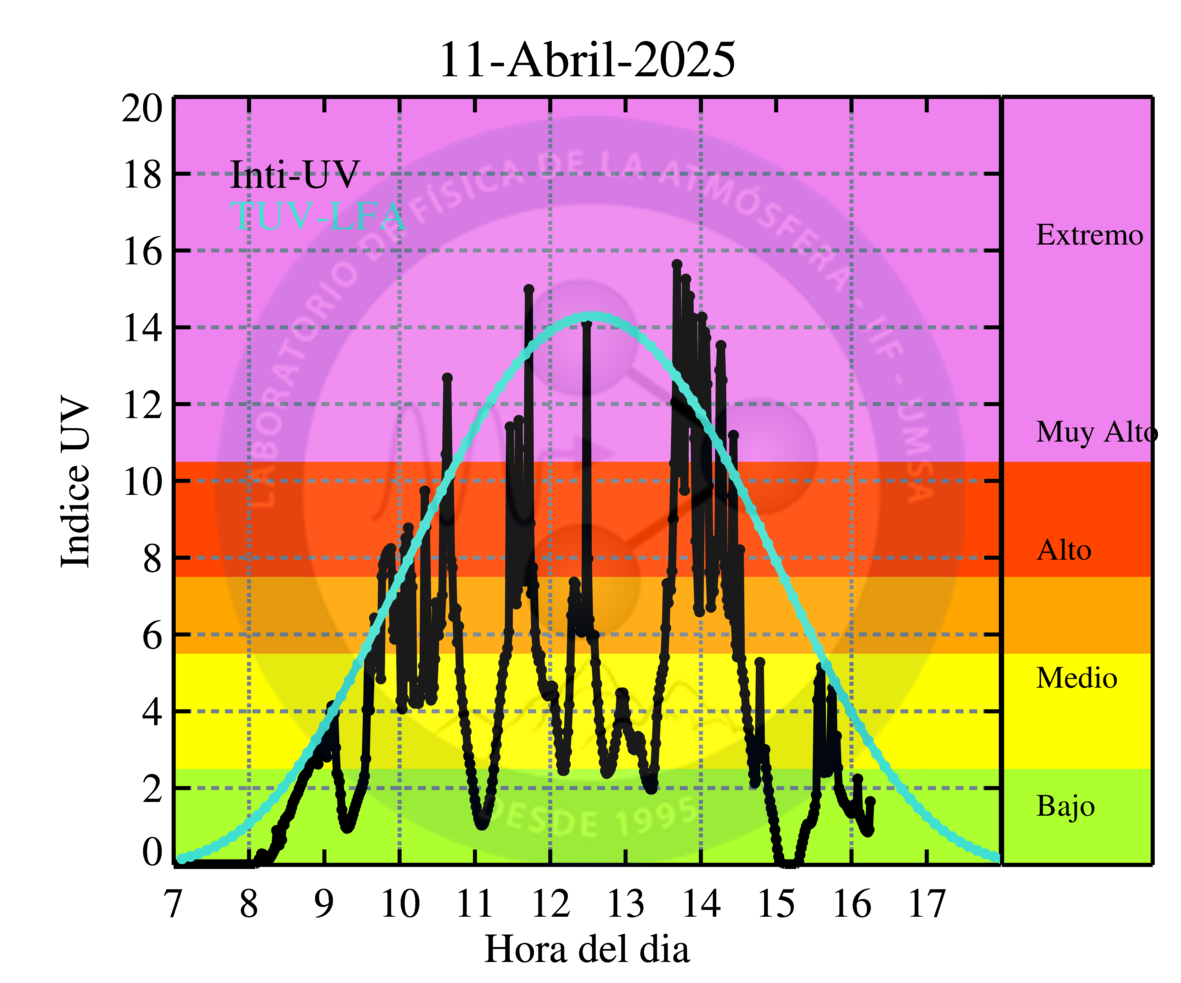 11-Abril-2025
20
18
16
14
12
10
8
6
4
2
0
Indice UV
Inti-UV
TUV-LFA
LABORATORIO DE FÍSICA DE LA ATMÓSFERA - IIF - UMSA
DESDE 1995
Extremo
Muy Alto
Alto
Medio
Bajo
7 8 9 10 11 12 13 14 15 16 17
Hora del dia